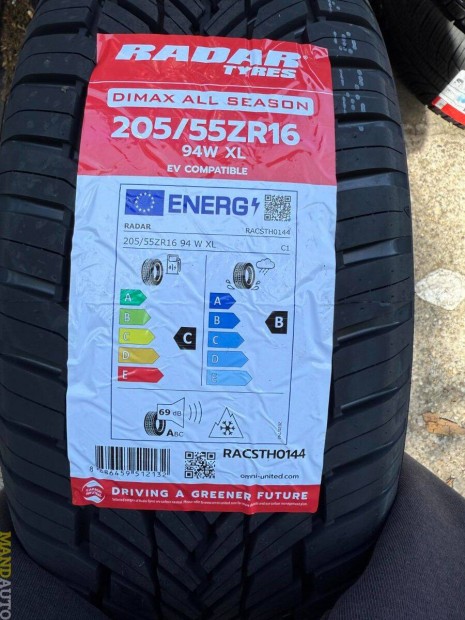 RADAR
TYRES
DIMAX ALL SEASON
205/55ZR16
94W XL
EV COMPATIBLE
ENERG
RADAR
RACSTH0144
205/55ZR16 94 W XL
C1
A
B
C
D
E
C
A
B
C
D
E
B
69 dB
ABC
RACSTH0144
omni-united.com
DRIVING A GREENER FUTURE
MANDAUTO